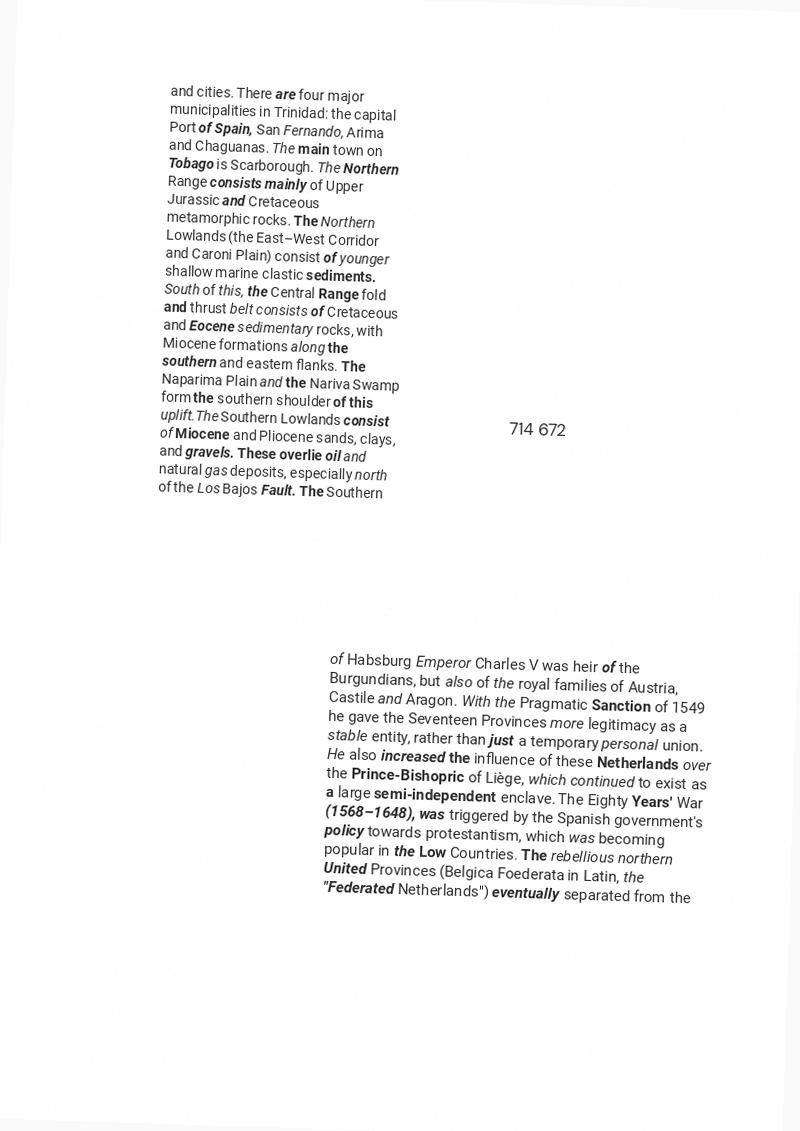 and cities. There are four major
municipalities in Trinidad: the capital
Port of Spain, San Fernando, Arima
and Chaguanas. The main town on
Tobago is Scarborough. The Northern
Range consists mainly of Upper
Jurassic and Cretaceous
metamorphic rocks. The Northern
Lowlands (the East–West Corridor
and Caroni Plain) consist of younger
shallow marine clastic sediments.
South of this, the Central Range fold
and thrust belt consists of Cretaceous
and Eocene sedimentary rocks, with
Miocene formations along the
southern and eastern flanks. The
Naparima Plain and the Nariva Swamp
form the southern shoulder of this
uplift. The Southern Lowlands consist
of Miocene and Pliocene sands, clays,
and gravels. These overlie oil and
natural gas deposits, especially north
of the Los Bajos Fault. The Southern
714 672
of Habsburg Emperor Charles V was heir of the
Burgundians, but also of the royal families of Austria,
Castile and Aragon. With the Pragmatic Sanction of 1549
he gave the Seventeen Provinces more legitimacy as a
stable entity, rather than just a temporary personal union.
He also increased the influence of these Netherlands over
the Prince-Bishopric of Liège, which continued to exist as
a large semi-independent enclave. The Eighty Years' War
(1568–1648), was triggered by the Spanish government's
policy towards protestantism, which was becoming
popular in the Low Countries. The rebellious northern
United Provinces (Belgica Foederata in Latin, the
"Federated Netherlands") eventually separated from the